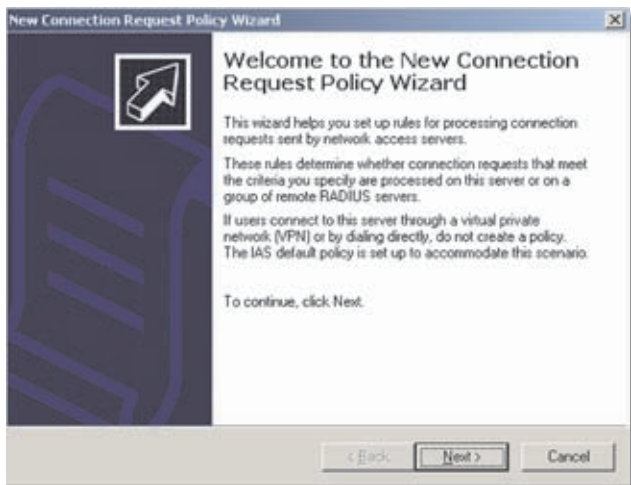 New Connection Request Policy Wizard
Welcome to the New Connection
Request Policy Wizard
This wizard helps you set up rules for processing connection
requests sent by network access servers.
These rules determine whether connection requests that meet
the criteria you specify are processed on this server or on a
group of remote RADIUS servers.
If users connect to this server through a virtual private
network (VPN) or by dialing directly, do not create a policy.
The IAS default policy is set up to accommodate this scenario.
To continue, click Next.
< Back
Next >
Cancel